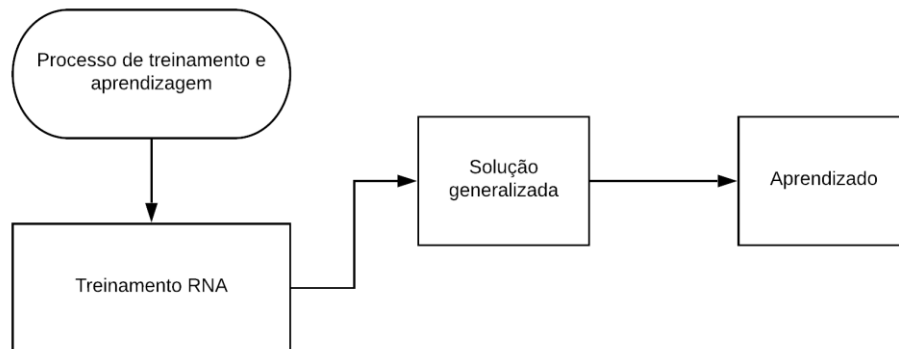 Processo de treinamento e
aprendizagem
Treinamento RNA
Solução
generalizada
Aprendizado